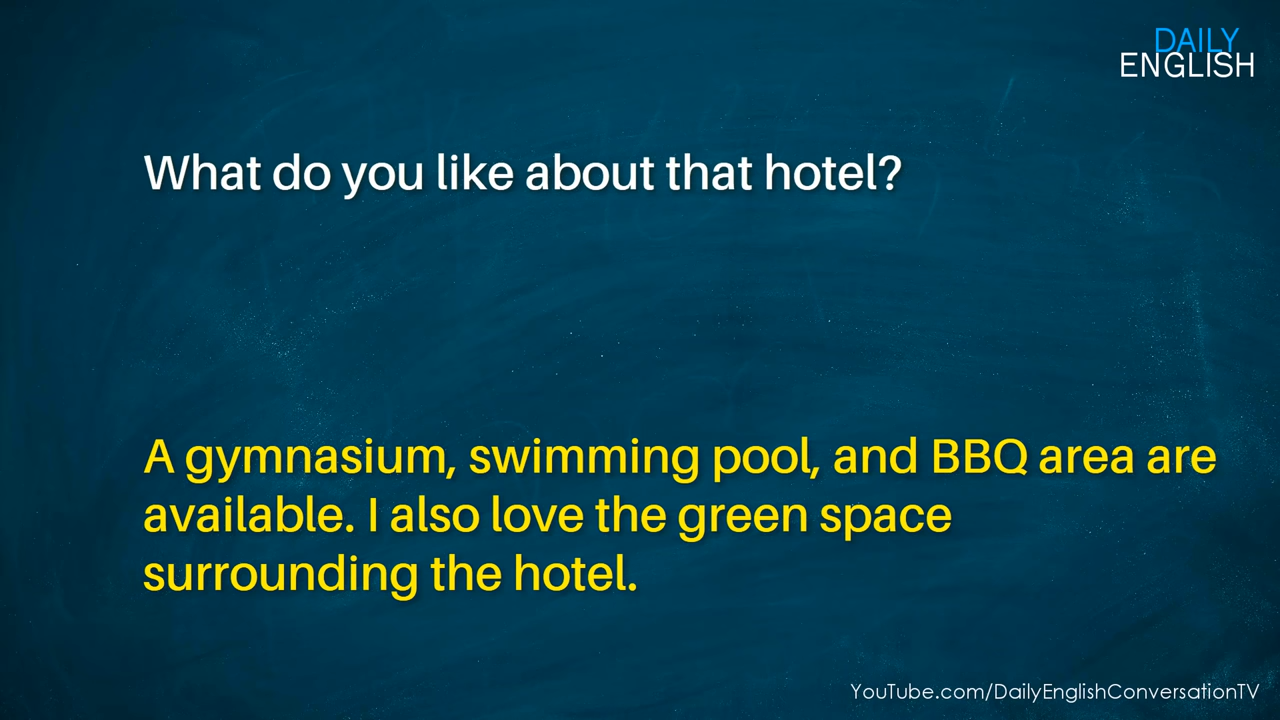 DAILY
ENGLISH
What do you like about that hotel?
A gymnasium, swimming pool, and BBQ area are
available. I also love the green space
surrounding the hotel.
YouTube.com/DailyEnglishConversationTV